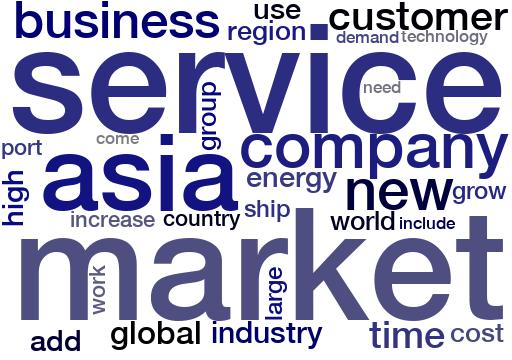 business use customer
region demand technology
service
need
group
port come company
asia energy
high new grow
increase country ship world include
market
work
large
add global industry time cost